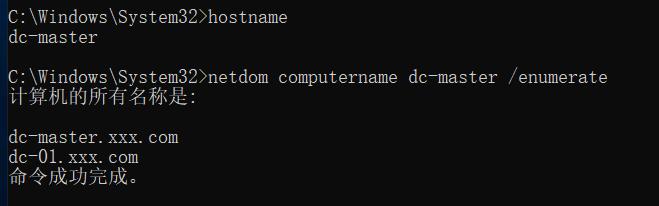 C:\Windows\System32>hostname
dc-master
C:\Windows\System32>netdom computername dc-master /enumerate
计算机的所有名称是:
dc-master.xxx.com
dc-01.xxx.com
命令成功完成。